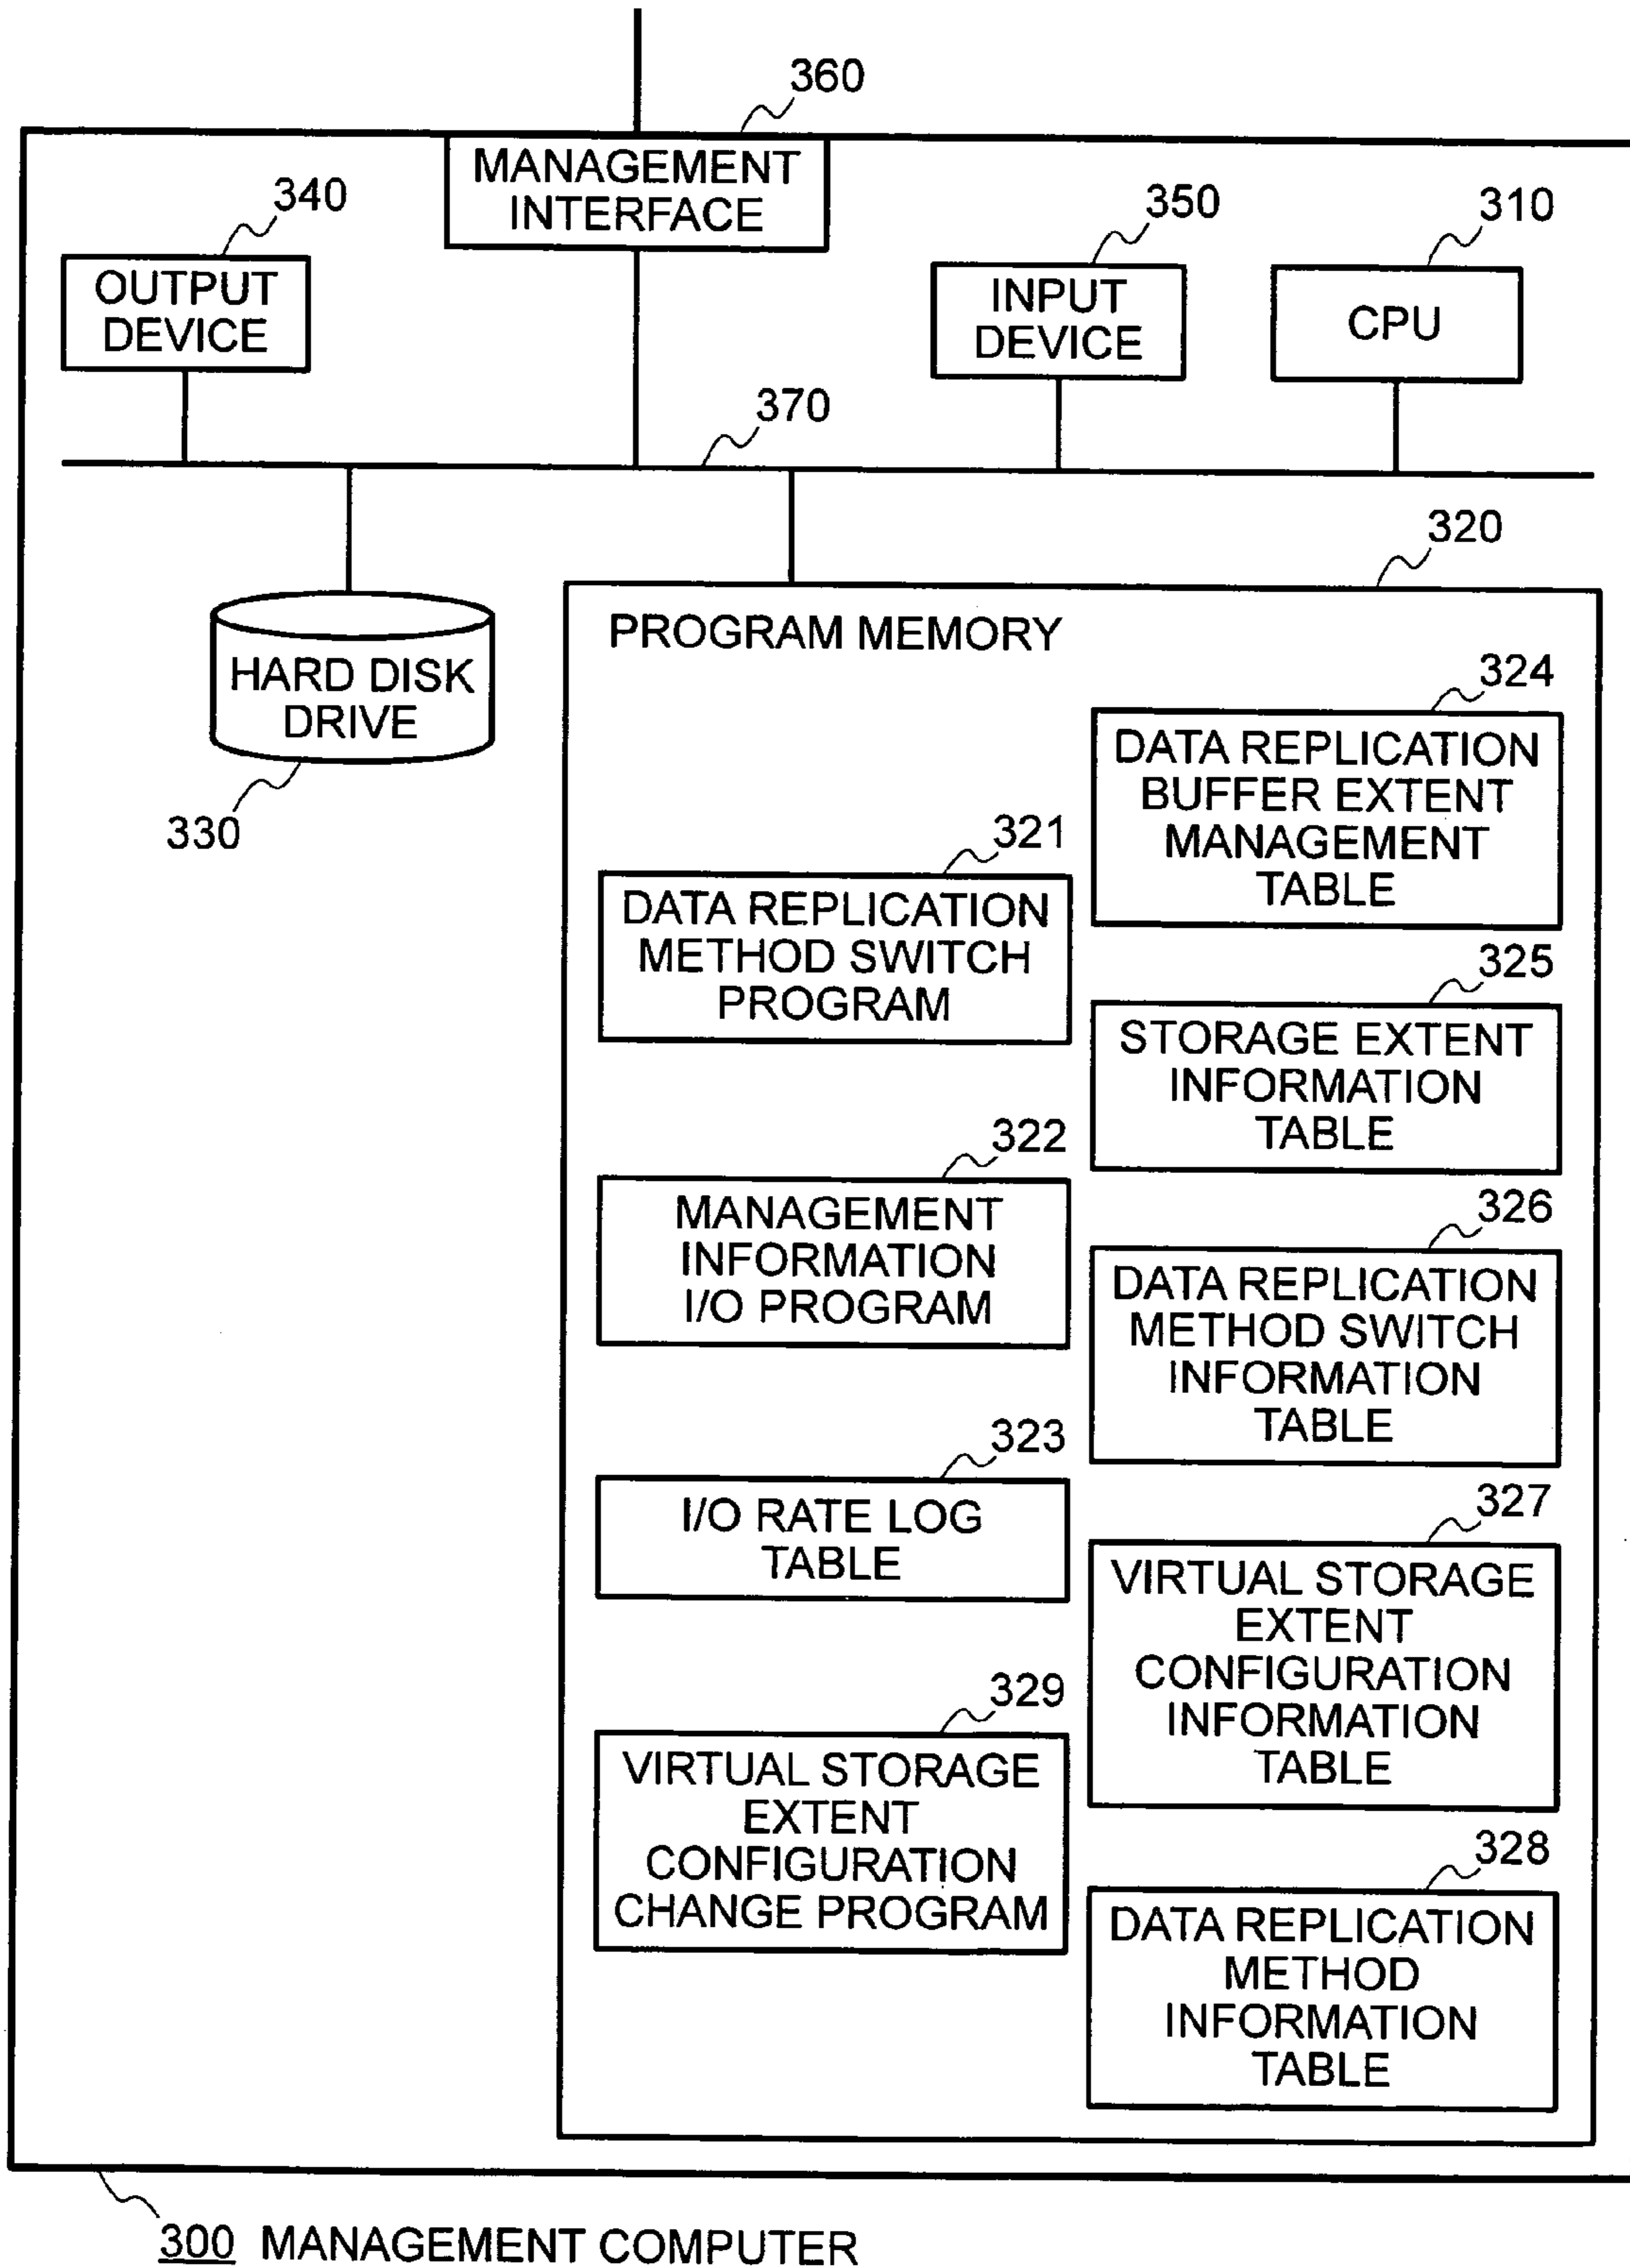 360
MANAGEMENT
INTERFACE
340
OUTPUT
DEVICE
350
INPUT
DEVICE
310
CPU
370
320
HARD DISK
DRIVE
330
PROGRAM MEMORY
321
DATA REPLICATION
METHOD SWITCH
PROGRAM
322
MANAGEMENT
INFORMATION
I/O PROGRAM
323
I/O RATE LOG
TABLE
329
VIRTUAL STORAGE
EXTENT
CONFIGURATION
CHANGE PROGRAM
324
DATA REPLICATION
BUFFER EXTENT
MANAGEMENT
TABLE
325
STORAGE EXTENT
INFORMATION
TABLE
326
DATA REPLICATION
METHOD SWITCH
INFORMATION
TABLE
327
VIRTUAL STORAGE
EXTENT
CONFIGURATION
INFORMATION
TABLE
328
DATA REPLICATION
METHOD
INFORMATION
TABLE
300 MANAGEMENT COMPUTER